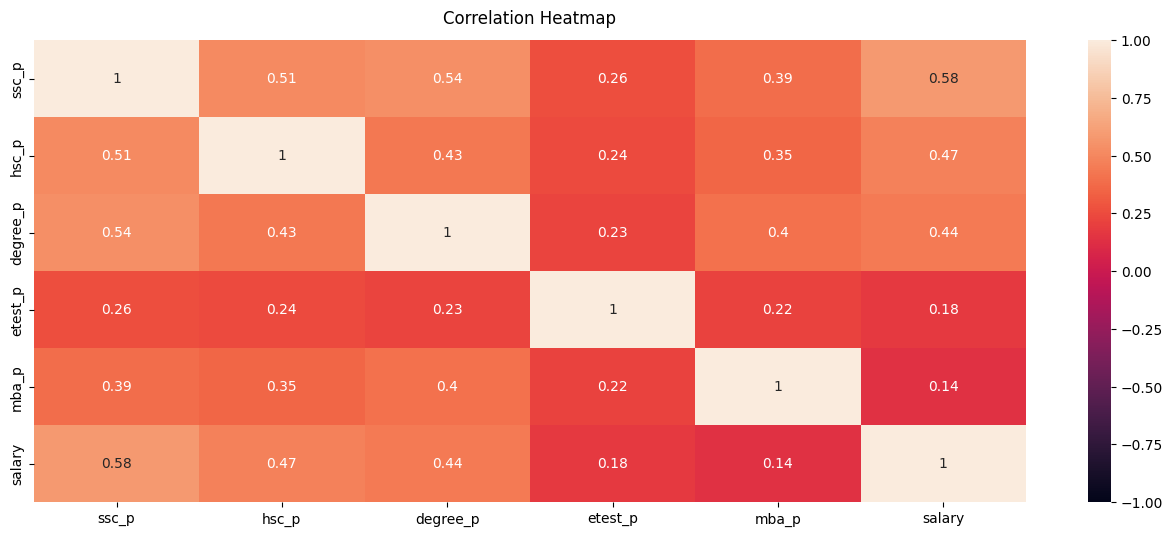 Correlation Heatmap
ssc_p 1 0.51 0.54 0.26 0.39 0.58
hsc_p 0.51 1 0.43 0.24 0.35 0.47
degree_p 0.54 0.43 1 0.23 0.4 0.44
etest_p 0.26 0.24 0.23 1 0.22 0.18
mba_p 0.39 0.35 0.4 0.22 1 0.14
salary 0.58 0.47 0.44 0.18 0.14 1
ssc_p hsc_p degree_p etest_p mba_p salary
1.00
0.75
0.50
0.25
0.00
−0.25
−0.50
−0.75
−1.00